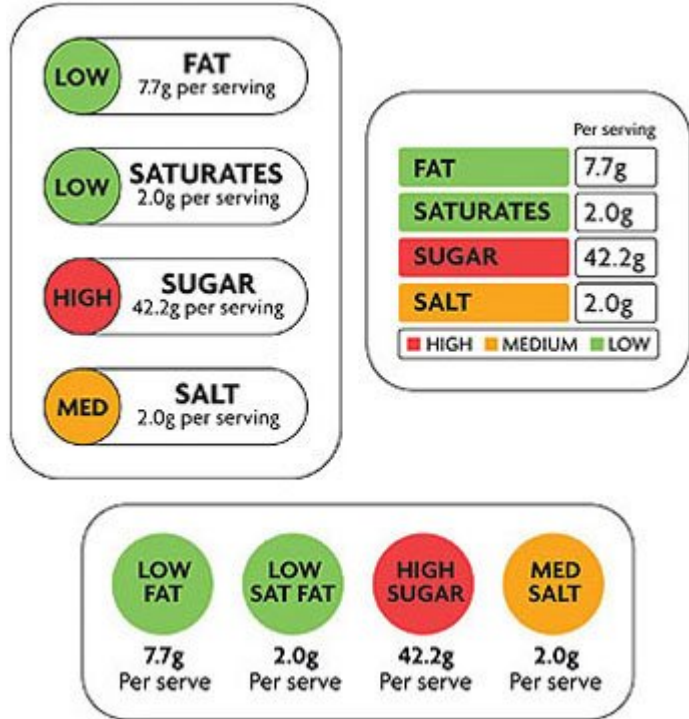 LOW
FAT
7.7g per serving
LOW
SATURATES
2.0g per serving
HIGH
SUGAR
42.2g per serving
MED
SALT
2.0g per serving
Per serving
FAT 7.7g
SATURATES 2.0g
SUGAR 42.2g
SALT 2.0g
HIGH MEDIUM LOW
LOW FAT
7.7g
Per serve
LOW SAT FAT
2.0g
Per serve
HIGH SUGAR
42.2g
Per serve
MED SALT
2.0g
Per serve